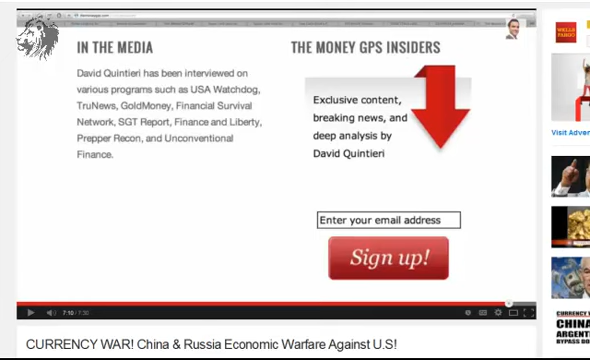 IN THE MEDIA
David Quintieri has been interviewed on
various programs such as USA Watchdog,
TruNews, GoldMoney, Financial Survival
Network, SGT Report, Finance and Liberty,
Prepper Recon, and Unconventional
Finance.
THE MONEY GPS INSIDERS
Exclusive content,
breaking news, and
deep analysis by
David Quintieri
Enter your email address
Sign up!
7:10 / 7:30
CURRENCY WAR! China & Russia Economic Warfare Against U.S!
WELLS
FARGO
Visit Adver
CURRENCY
CHINA
ARGENT
BYPASS DO